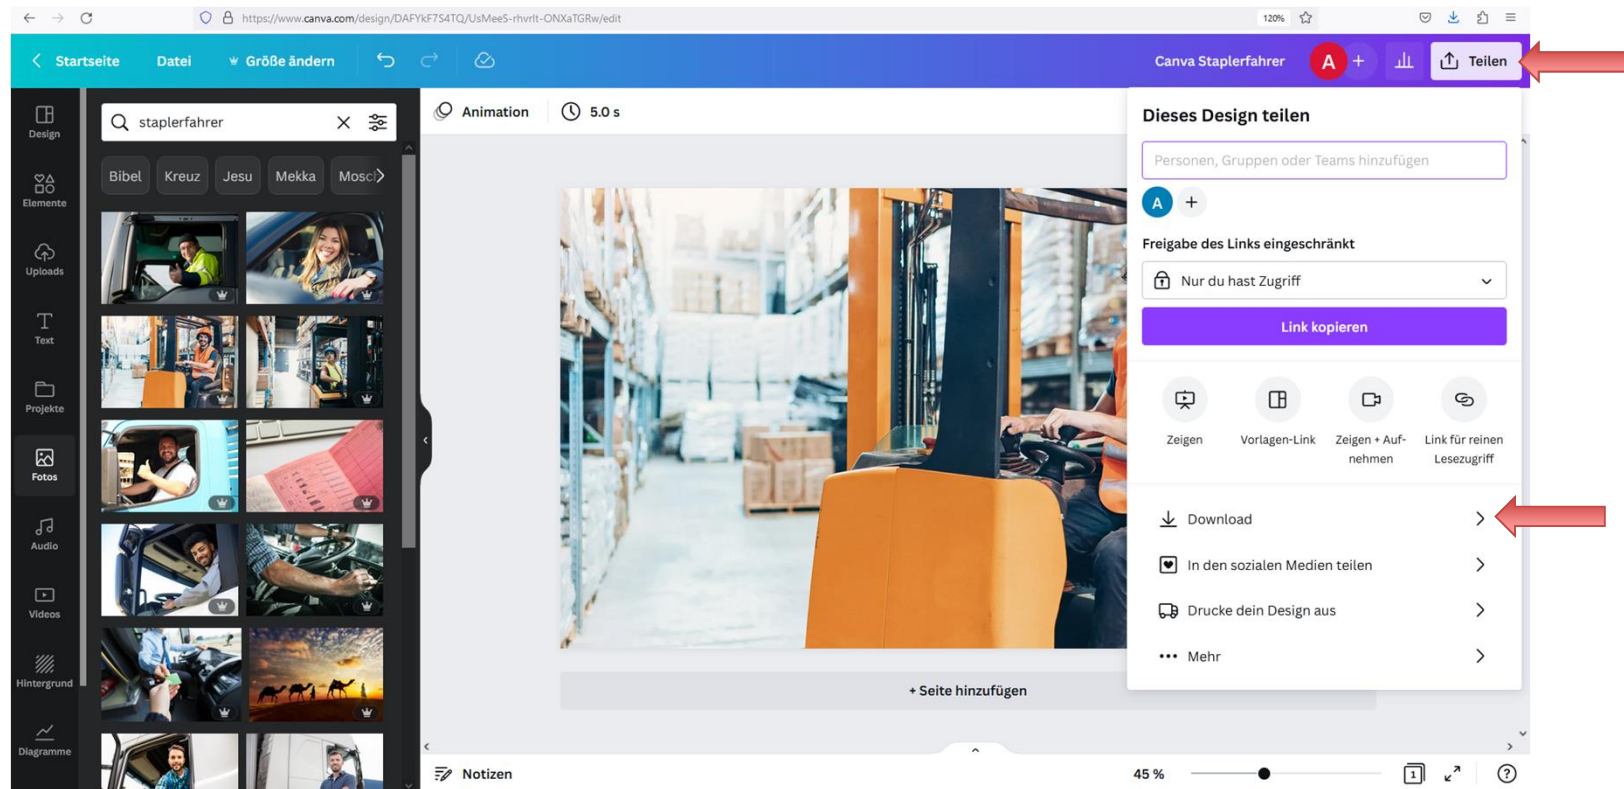 https://www.canva.com/design/DAFYkF7S4TQ/UsMeeS-rhvrIt-ONXaTGRw/edit
120%
Startseite
Datei
Größe ändern
Canva Staplerfahrer
A
+
Teilen
Design
Elemente
Uploads
Text
Projekte
Fotos
Audio
Videos
Hintergrund
Diagramme
staplerfahrer
Bibel
Kreuz
Jesu
Mekka
Mosch
Animation
5.0 s
Dieses Design teilen
Personen, Gruppen oder Teams hinzufügen
A
+
Freigabe des Links eingeschränkt
Nur du hast Zugriff
Link kopieren
Zeigen
Vorlagen-Link
Zeigen + Auf-
nehmen
Link für reinen
Lesezugriff
Download
In den sozialen Medien teilen
Drucke dein Design aus
Mehr
+ Seite hinzufügen
Notizen
45 %
1
?